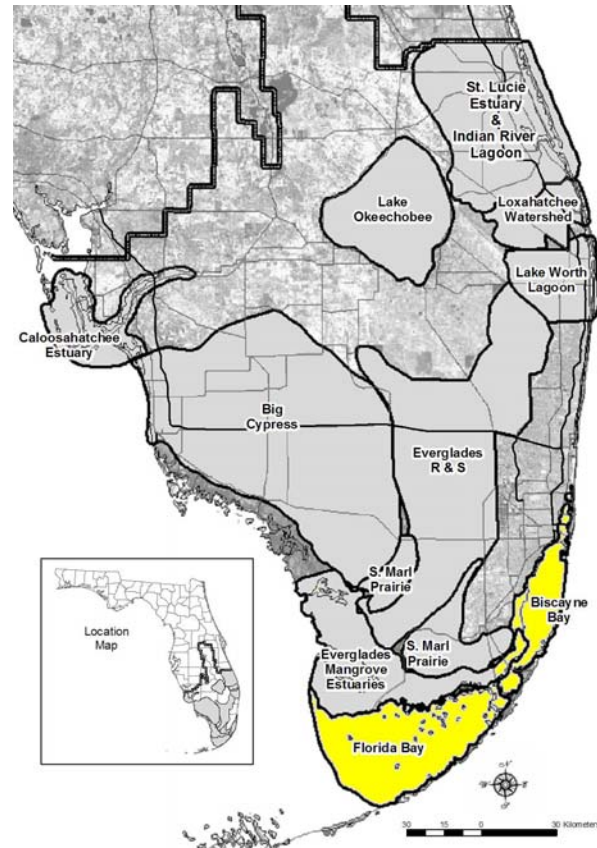 St. Lucie
Estuary
&
Indian River
Lagoon
Lake
Okeechobee
Loxahatchee
Watershed
Lake Worth
Lagoon
Caloosahatchee
Estuary
Big
Cypress
Everglades
R & S
S. Marl
Prairie
Biscayne
Bay
S. Marl
Prairie
Everglades
Mangrove
Estuaries
Florida Bay
Location
Map
30 15 0 30 Kilometers